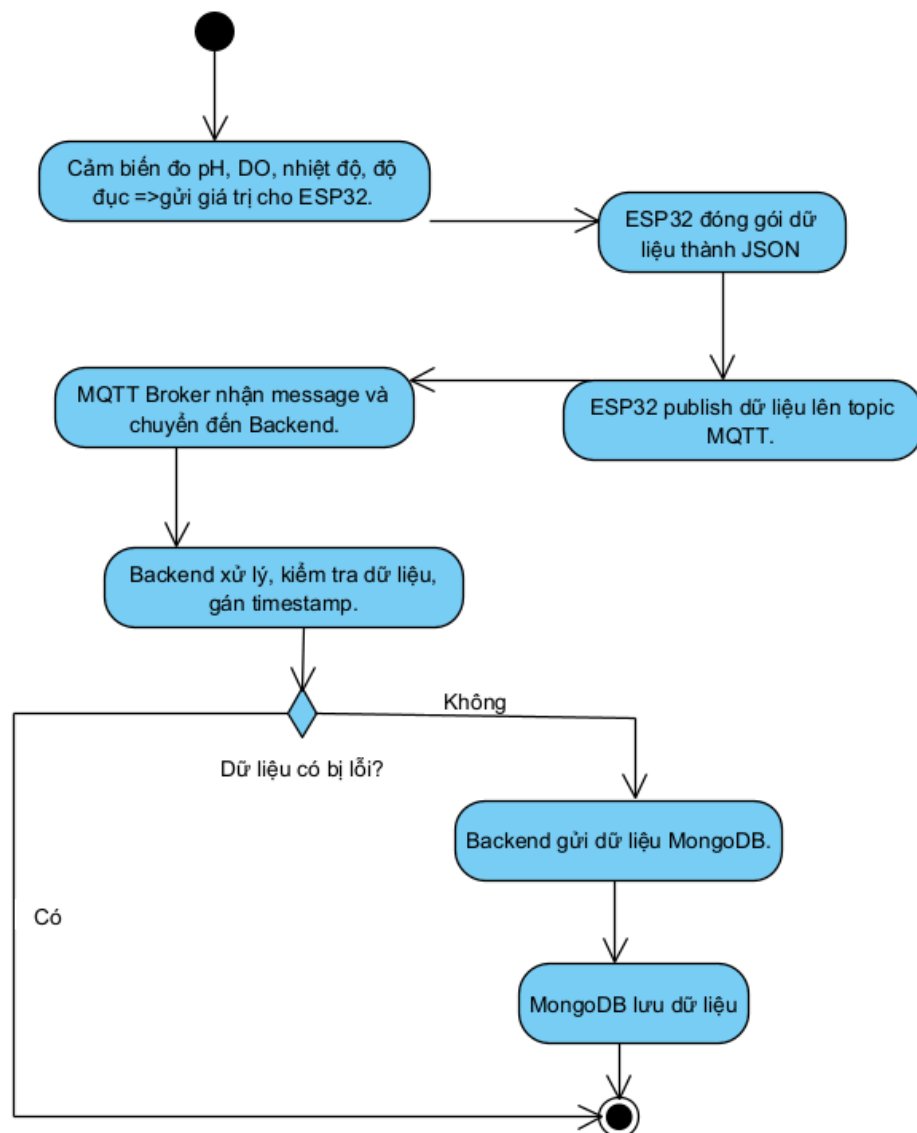 Cảm biến đo pH, DO, nhiệt độ, độ
đục =>gửi giá trị cho ESP32.
ESP32 đóng gói dữ
liệu thành JSON
MQTT Broker nhận message và
chuyển đến Backend.
ESP32 publish dữ liệu lên topic
MQTT.
Backend xử lý, kiểm tra dữ liệu,
gán timestamp.
Không
Dữ liệu có bị lỗi?
Backend gửi dữ liệu MongoDB.
Có
MongoDB lưu dữ liệu